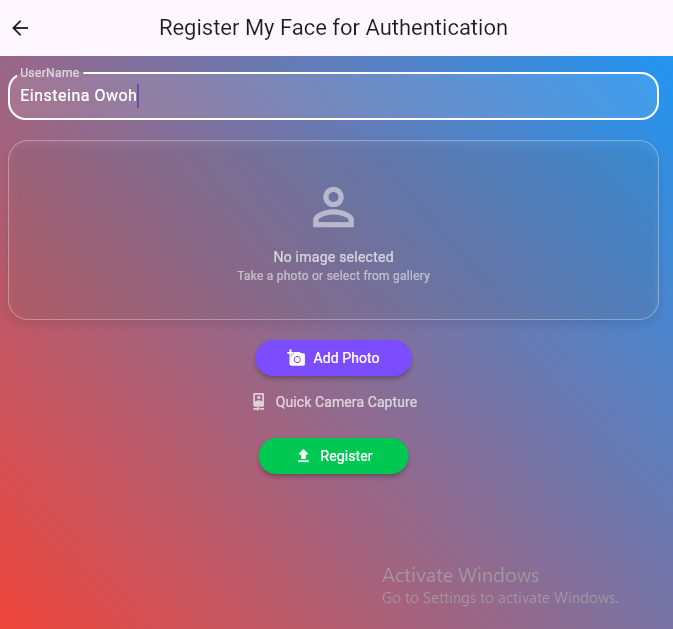 Register My Face for Authentication
UserName
Einsteina Owoh
No image selected
Take a photo or select from gallery
Add Photo
Quick Camera Capture
Register
Activate Windows
Go to Settings to activate Windows.